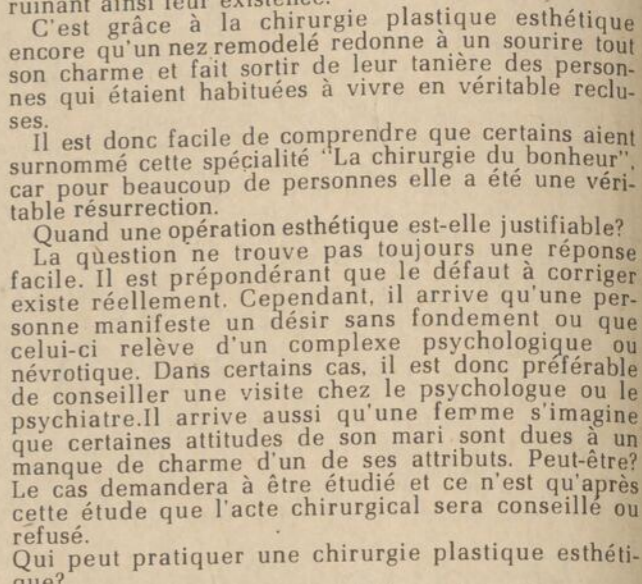 ruinant ainsi leur existence.
C'est grâce à la chirurgie plastique esthétique
encore qu'un nez remodelé redonne à un sourire tout
son charme et fait sortir de leur tanière des person-
nes qui étaient habituées à vivre en véritable reclu-
ses.
Il est donc facile de comprendre que certains aient
surnommé cette spécialité "La chirurgie du bonheur",
car pour beaucoup de personnes elle a été une véri-
table résurrection.
Quand une opération esthétique est-elle justifiable?
La question ne trouve pas toujours une réponse
facile. Il est prépondérant que le défaut à corriger
existe réellement. Cependant, il arrive qu'une per-
sonne manifeste un désir sans fondement ou que
celui-ci relève d'un complexe psychologique ou
névrotique. Dans certains cas, il est donc préférable
de conseiller une visite chez le psychologue ou le
psychiatre.Il arrive aussi qu'une femme s'imagine
que certaines attitudes de son mari sont dues à un
manque de charme d'un de ses attributs. Peut-être?
Le cas demandera à être étudié et ce n'est qu'après
cette étude que l'acte chirurgical sera conseillé ou
refusé.
Qui peut pratiquer une chirurgie plastique esthéti-
que?